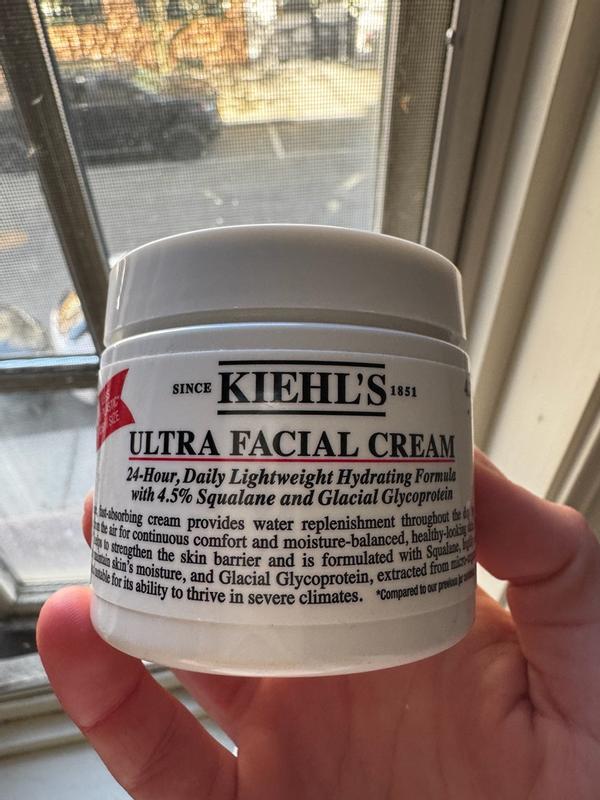 SINCE KIEHL'S 1851
ULTRA FACIAL CREAM
24-Hour, Daily Lightweight Hydrating Formula
with 4.5% Squalane and Glacial Glycoprotein
fast-absorbing cream provides water replenishment throughout the
the air for continuous comfort and moisture-balanced, healthy-looking
to strengthen the skin barrier and is formulated with Squalane,
skin's moisture, and Glacial Glycoprotein, extracted from
for its ability to thrive in severe climates. *Compared to our previous jar
SIZE